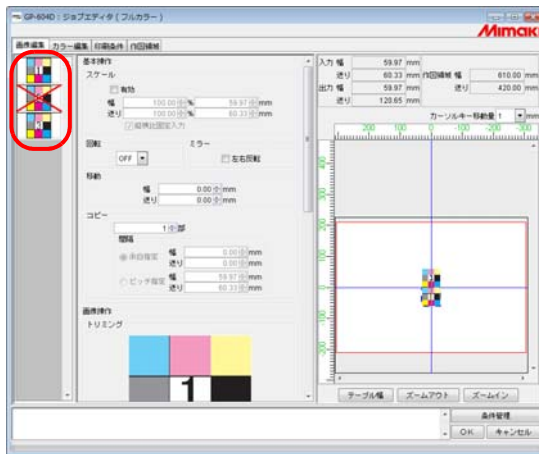 GP-604D：ジョブエディタ ( フルカラー )
Mimaki
画像編集 カラー編集 印刷条件 作図領域
基本操作
スケール
有効
幅 100.00 % 59.97 mm
送り 100.00 % 60.33 mm
縦横比固定入力
回転 ミラー
OFF 左右反転
移動
幅 0.00 mm
送り 0.00 mm
コピー
1 部
間隔
余白指定 幅 0.00 mm
送り 0.00 mm
ピッチ指定 幅 59.97 mm
送り 60.33 mm
画像操作
トリミング
1
入力 幅 59.97 mm
送り 60.33 mm 作図領域 幅 610.00 mm
出力 幅 59.97 mm 送り 420.00 mm
送り 120.65 mm
カーソルキー移動量 1 mm
200 100 0 -100 -200 -300
テーブル幅 ズームアウト ズームイン
条件管理
OK キャンセル